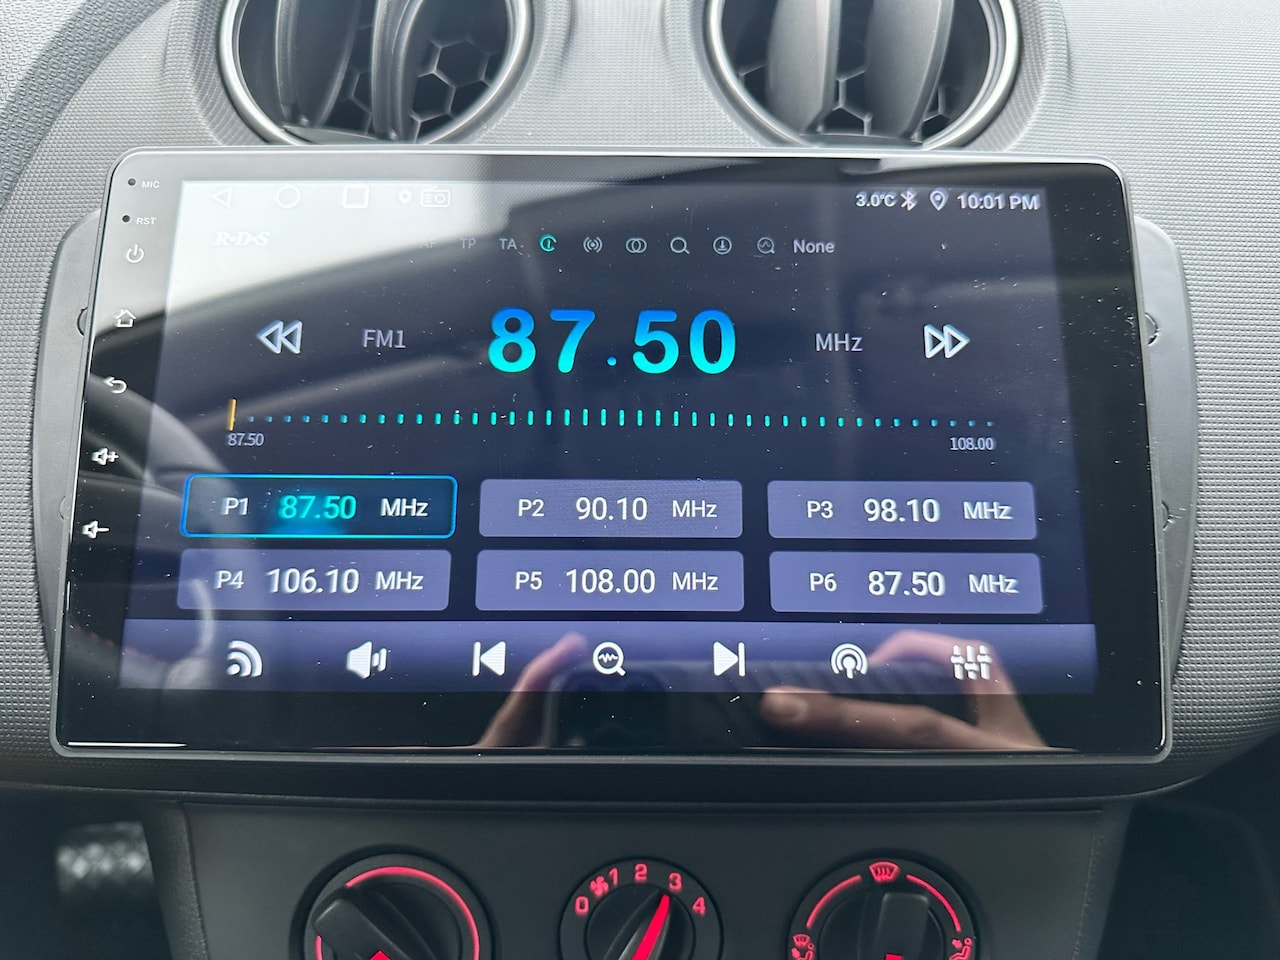 MIC
3.0°C 10:01 PM
RST
R·D·S AF TP TA None
FM1 87.50 MHz
87.50 108.00
P1 87.50 MHz P2 90.10 MHz P3 98.10 MHz
P4 106.10 MHz P5 108.00 MHz P6 87.50 MHz
0 1 2 3 4